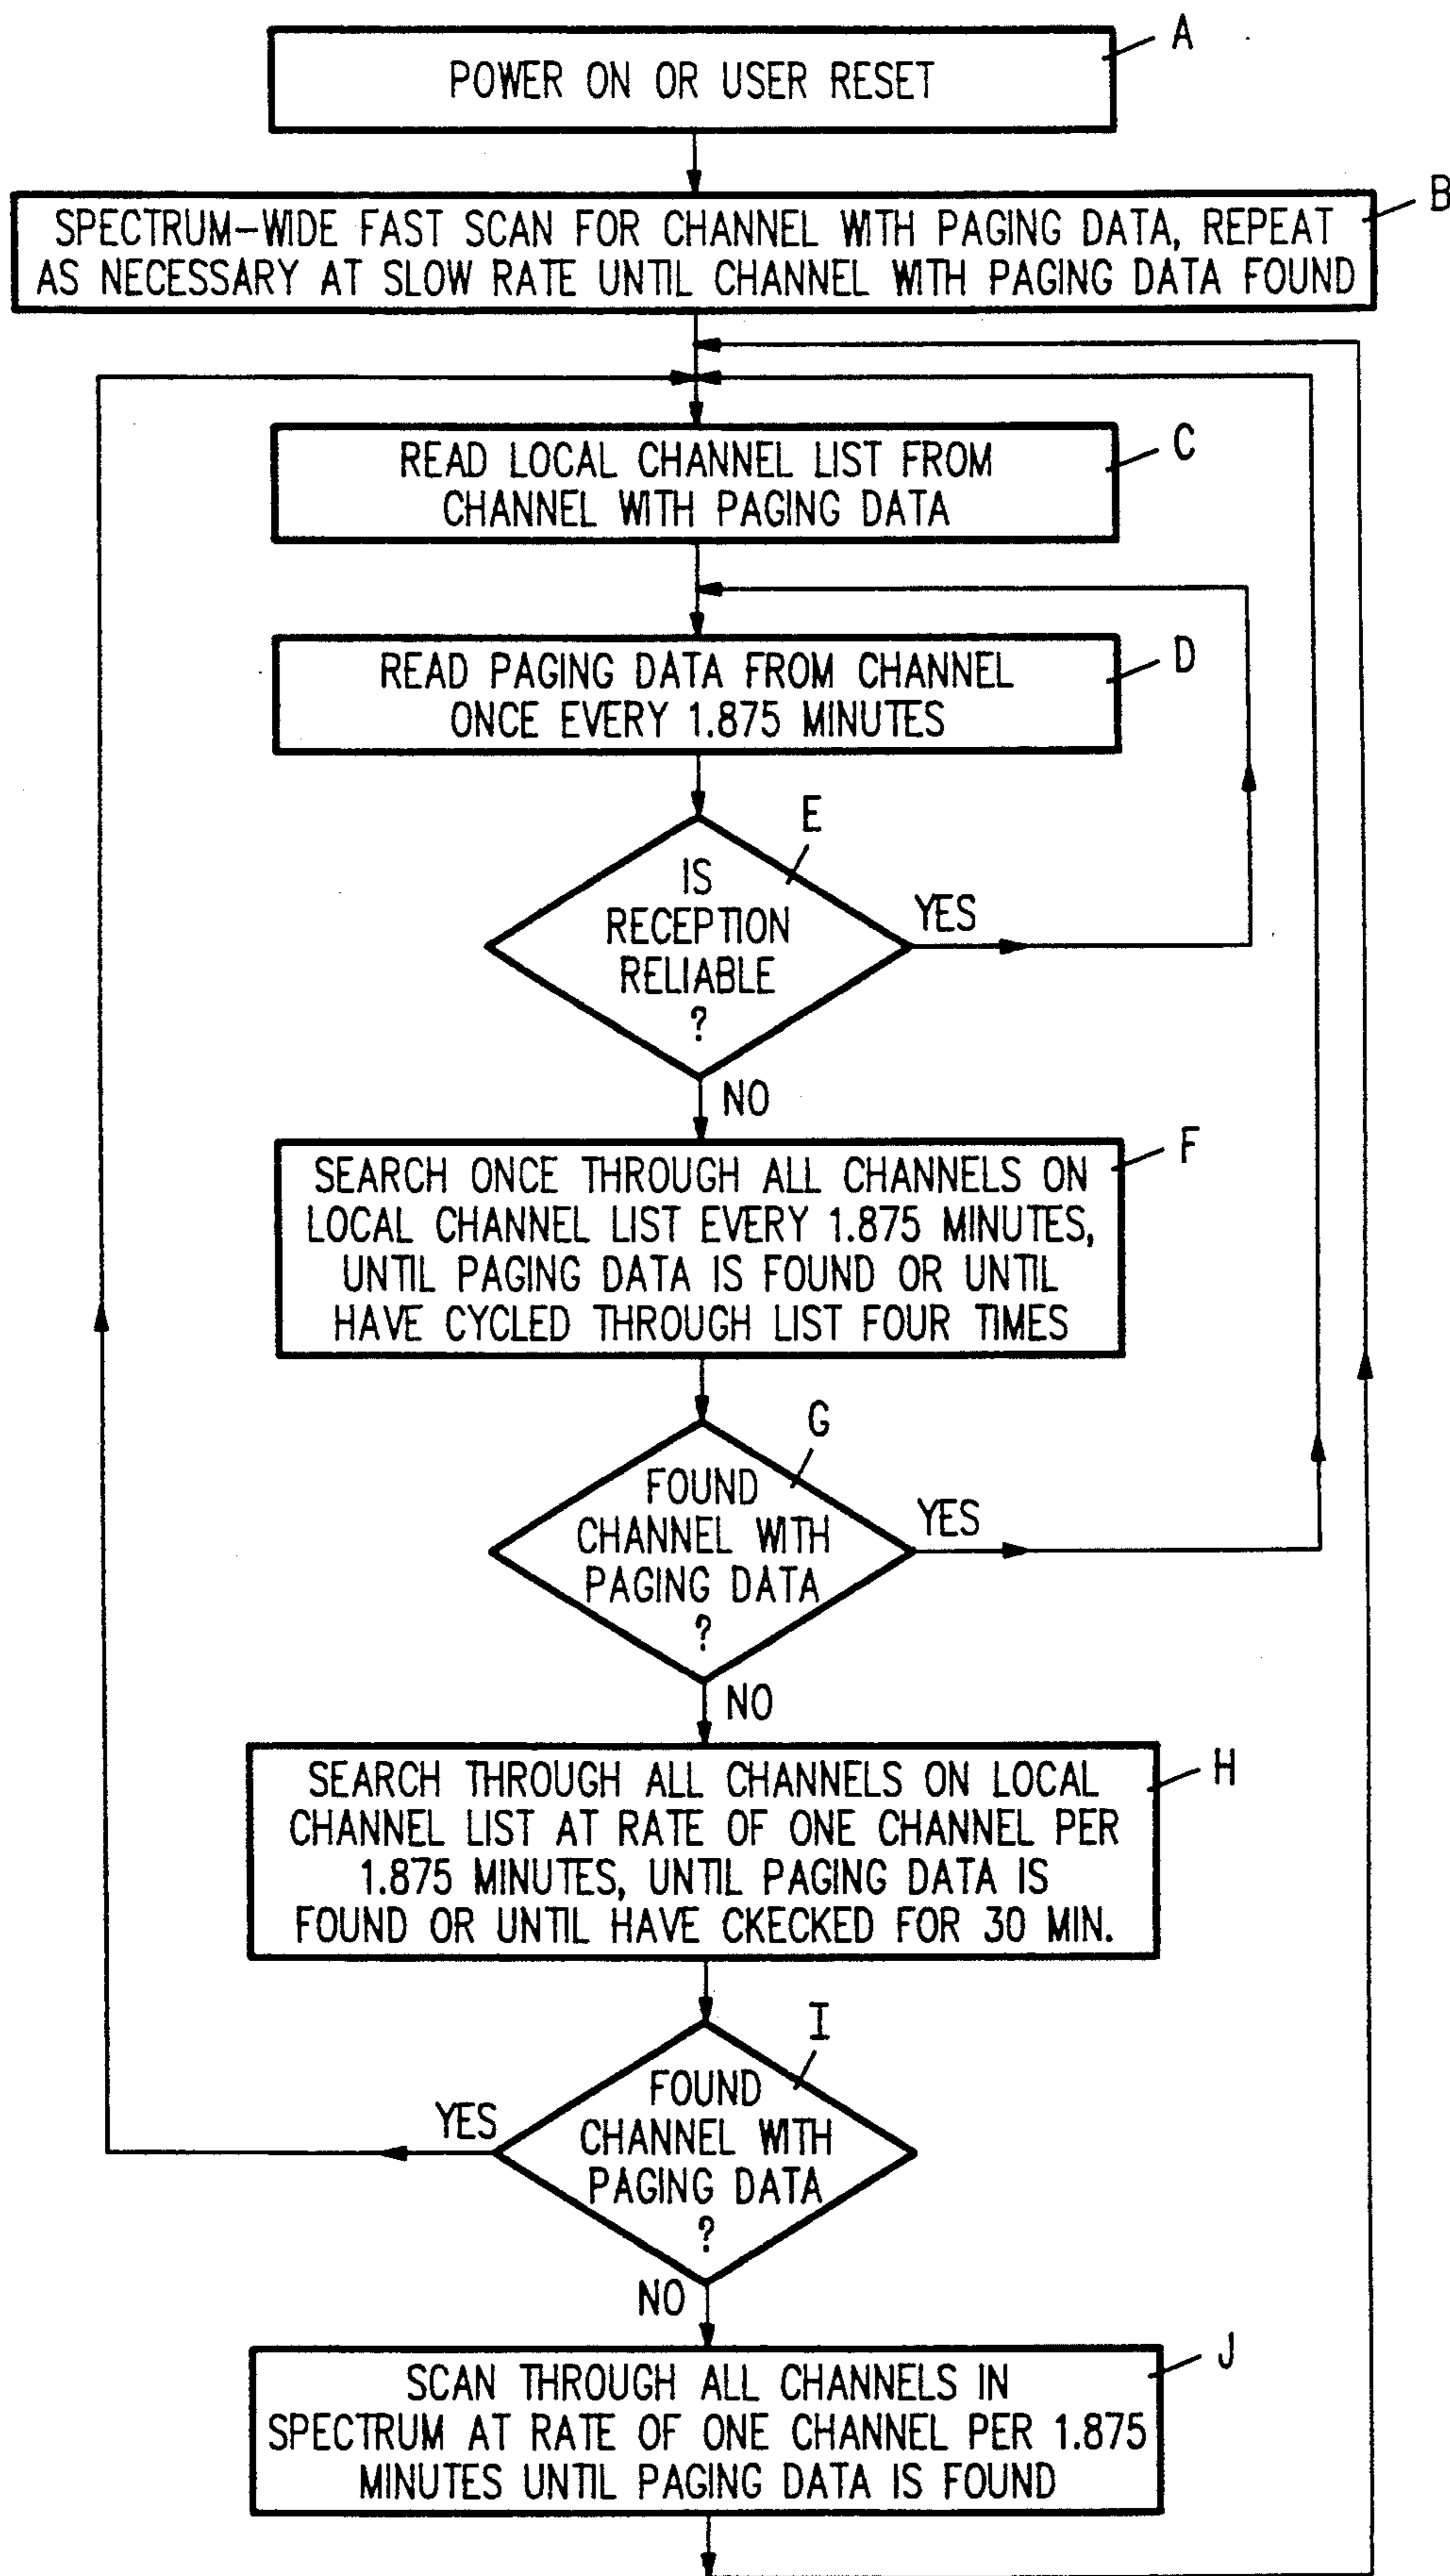 A
POWER ON OR USER RESET
B
SPECTRUM-WIDE FAST SCAN FOR CHANNEL WITH PAGING DATA, REPEAT
AS NECESSARY AT SLOW RATE UNTIL CHANNEL WITH PAGING DATA FOUND
C
READ LOCAL CHANNEL LIST FROM
CHANNEL WITH PAGING DATA
D
READ PAGING DATA FROM CHANNEL
ONCE EVERY 1.875 MINUTES
E
IS
RECEPTION
RELIABLE
?
YES
NO
F
SEARCH ONCE THROUGH ALL CHANNELS ON
LOCAL CHANNEL LIST EVERY 1.875 MINUTES,
UNTIL PAGING DATA IS FOUND OR UNTIL
HAVE CYCLED THROUGH LIST FOUR TIMES
G
FOUND
CHANNEL WITH
PAGING DATA
?
YES
NO
H
SEARCH THROUGH ALL CHANNELS ON LOCAL
CHANNEL LIST AT RATE OF ONE CHANNEL PER
1.875 MINUTES, UNTIL PAGING DATA IS
FOUND OR UNTIL HAVE CKECKED FOR 30 MIN.
I
FOUND
CHANNEL WITH
PAGING DATA
?
YES
NO
J
SCAN THROUGH ALL CHANNELS IN
SPECTRUM AT RATE OF ONE CHANNEL PER 1.875
MINUTES UNTIL PAGING DATA IS FOUND